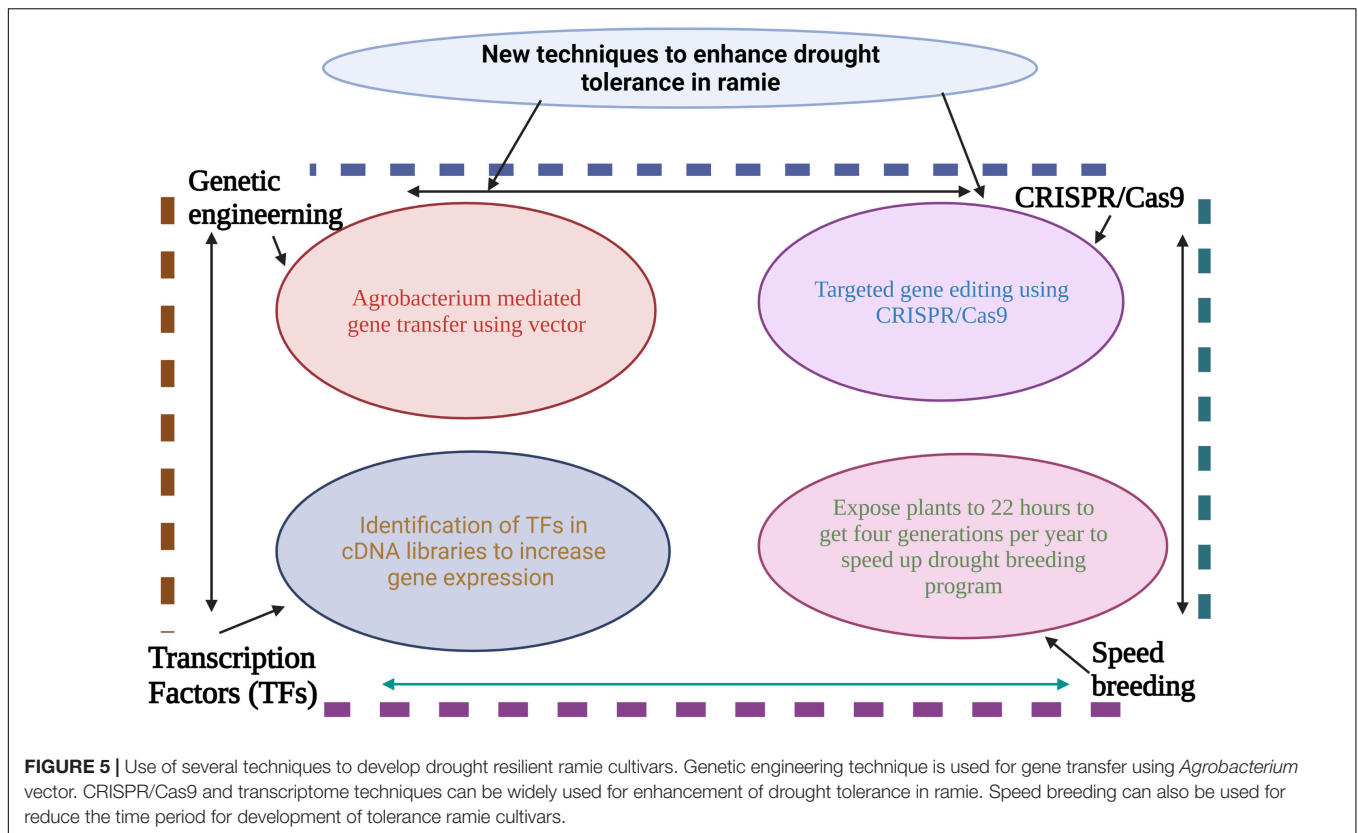 New techniques to enhance drought
tolerance in ramie
Genetic
engineerning
CRISPR/Cas9
Agrobacterium mediated
gene transfer using vector
Targeted gene editing using
CRISPR/Cas9
Identification of TFs in
cDNA libraries to increase
gene expression
Expose plants to 22 hours to
get four generations per year to
speed up drought breeding
program
Transcription
Factors (TFs)
Speed
breeding
FIGURE 5 | Use of several techniques to develop drought resilient ramie cultivars. Genetic engineering technique is used for gene transfer using Agrobacterium
vector. CRISPR/Cas9 and transcriptome techniques can be widely used for enhancement of drought tolerance in ramie. Speed breeding can also be used for
reduce the time period for development of tolerance ramie cultivars.